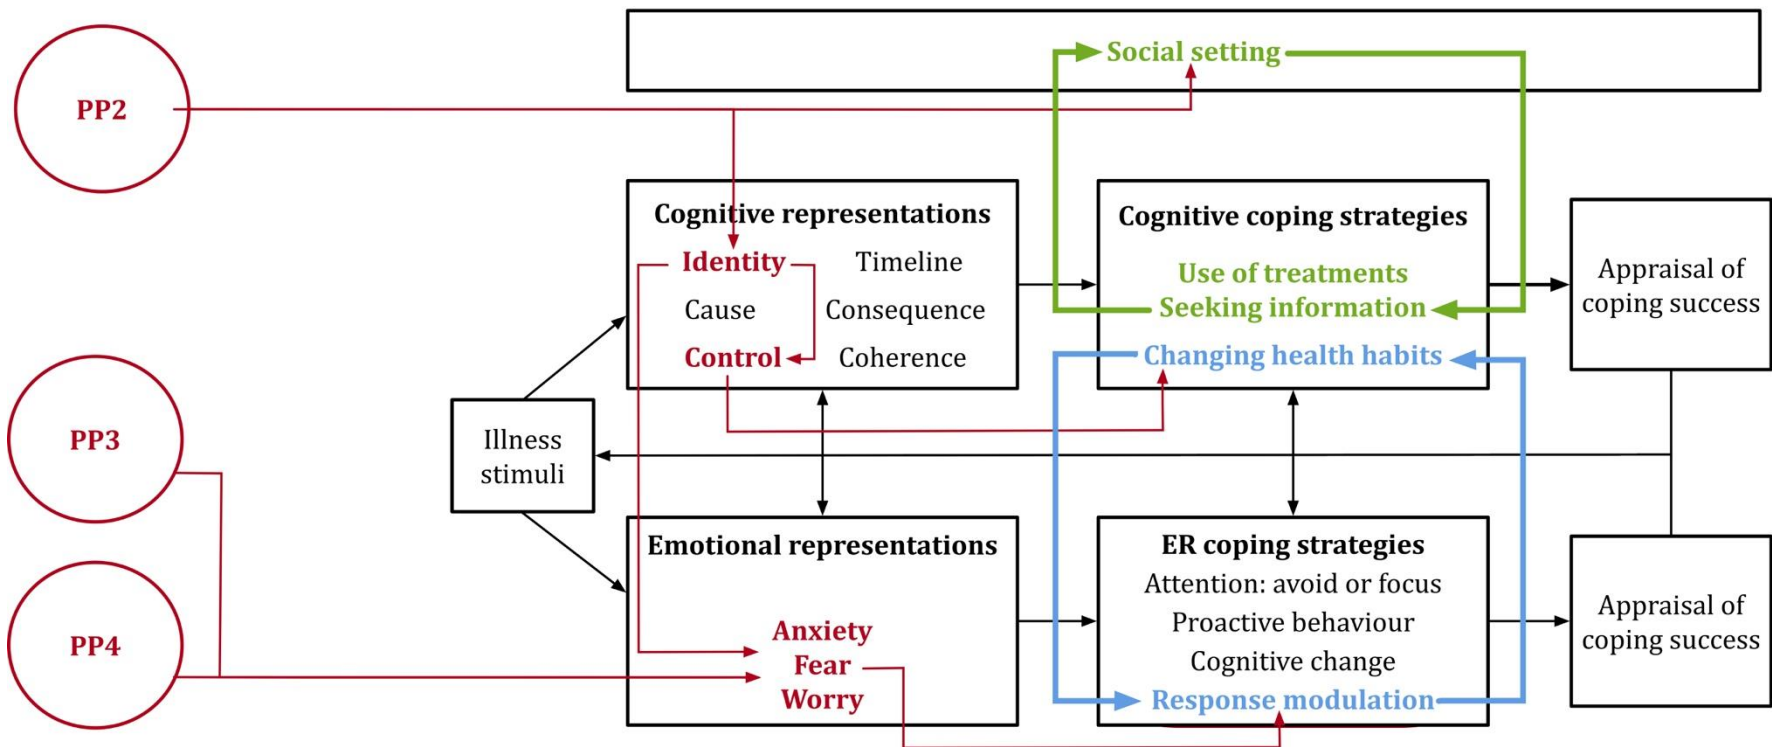 Social setting
PP2
Cognitive representations
Identity
Timeline
Cause
Consequence
Control
Coherence
Cognitive coping strategies
Use of treatments
Seeking information
Changing health habits
Appraisal of
coping success
PP3
Illness
stimuli
PP4
Emotional representations
Anxiety
Fear
Worry
ER coping strategies
Attention: avoid or focus
Proactive behaviour
Cognitive change
Response modulation
Appraisal of
coping success